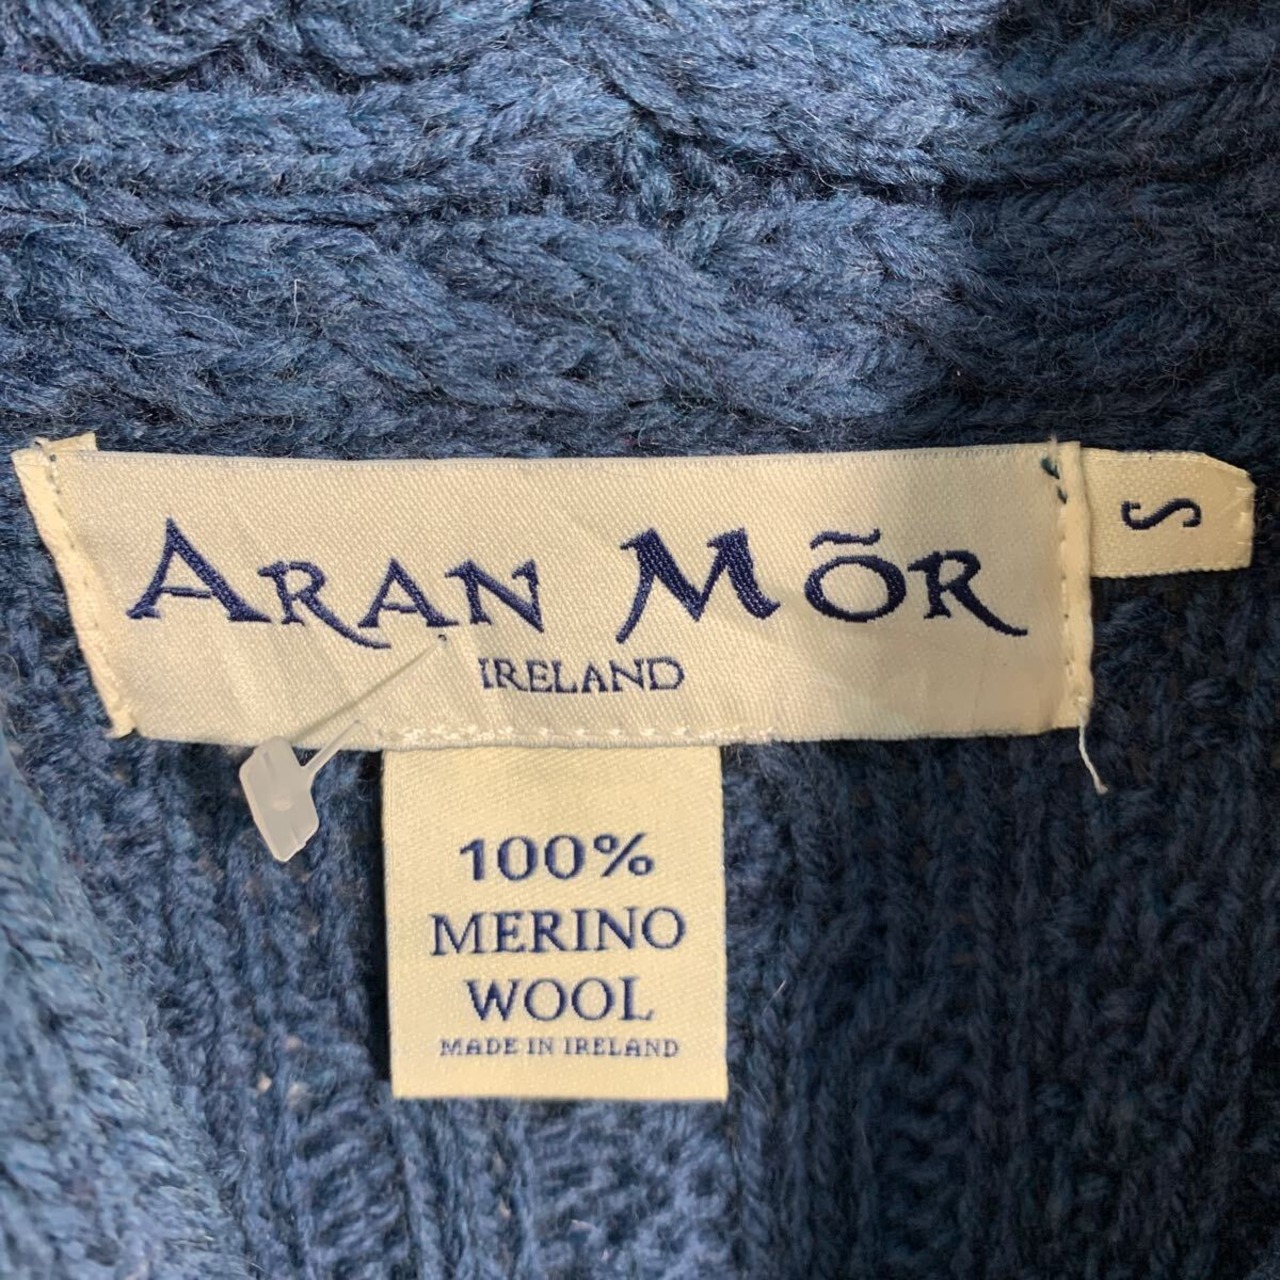 ARAN MÕR
IRELAND
S
100%
MERINO
WOOL
MADE IN IRELAND